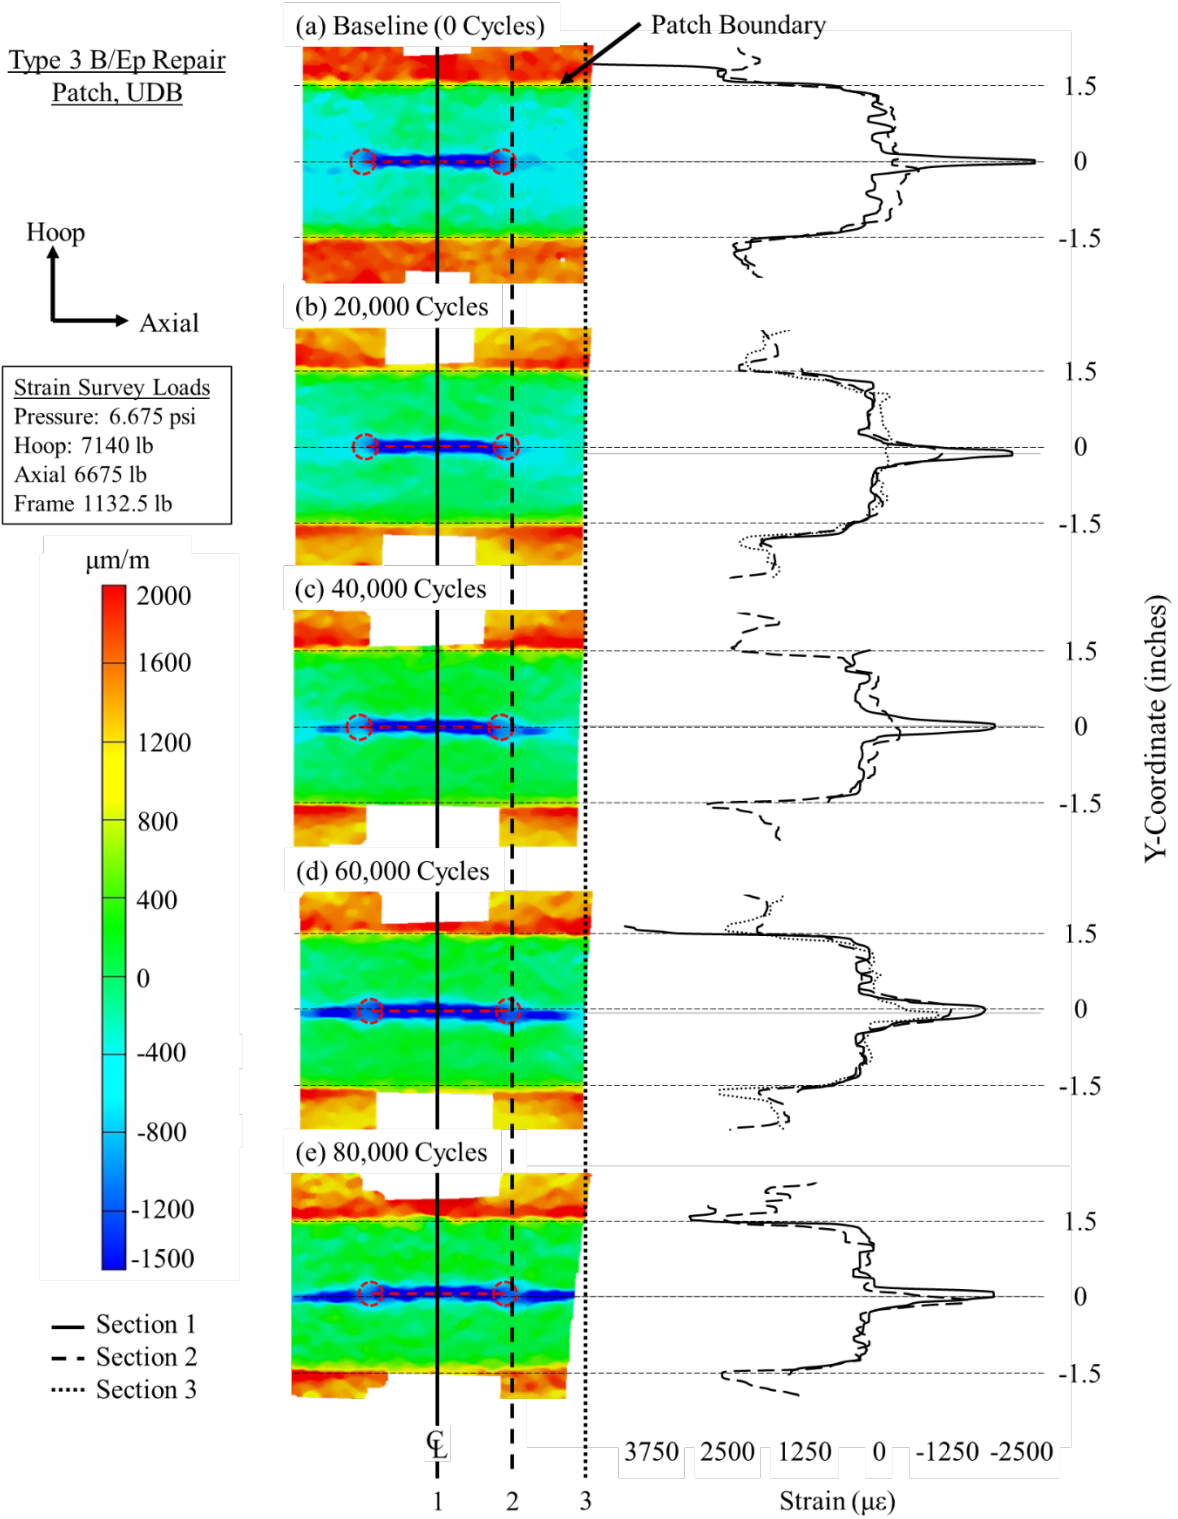 Type 3 B/Ep Repair
Patch, UDB
(a) Baseline (0 Cycles)
Patch Boundary
1.5
0
-1.5
Hoop
Axial
(b) 20,000 Cycles
1.5
0
-1.5
Strain Survey Loads
Pressure: 6.675 psi
Hoop: 7140 lb
Axial 6675 lb
Frame 1132.5 lb
(c) 40,000 Cycles
1.5
0
-1.5
μm/m
2000
1600
1200
800
400
0
-400
-800
-1200
-1500
(d) 60,000 Cycles
1.5
0
-1.5
Y-Coordinate (inches)
(e) 80,000 Cycles
1.5
0
-1.5
Section 1
Section 2
Section 3
℄
3750 2500 1250 0 -1250 -2500
1 2 3
Strain (με)